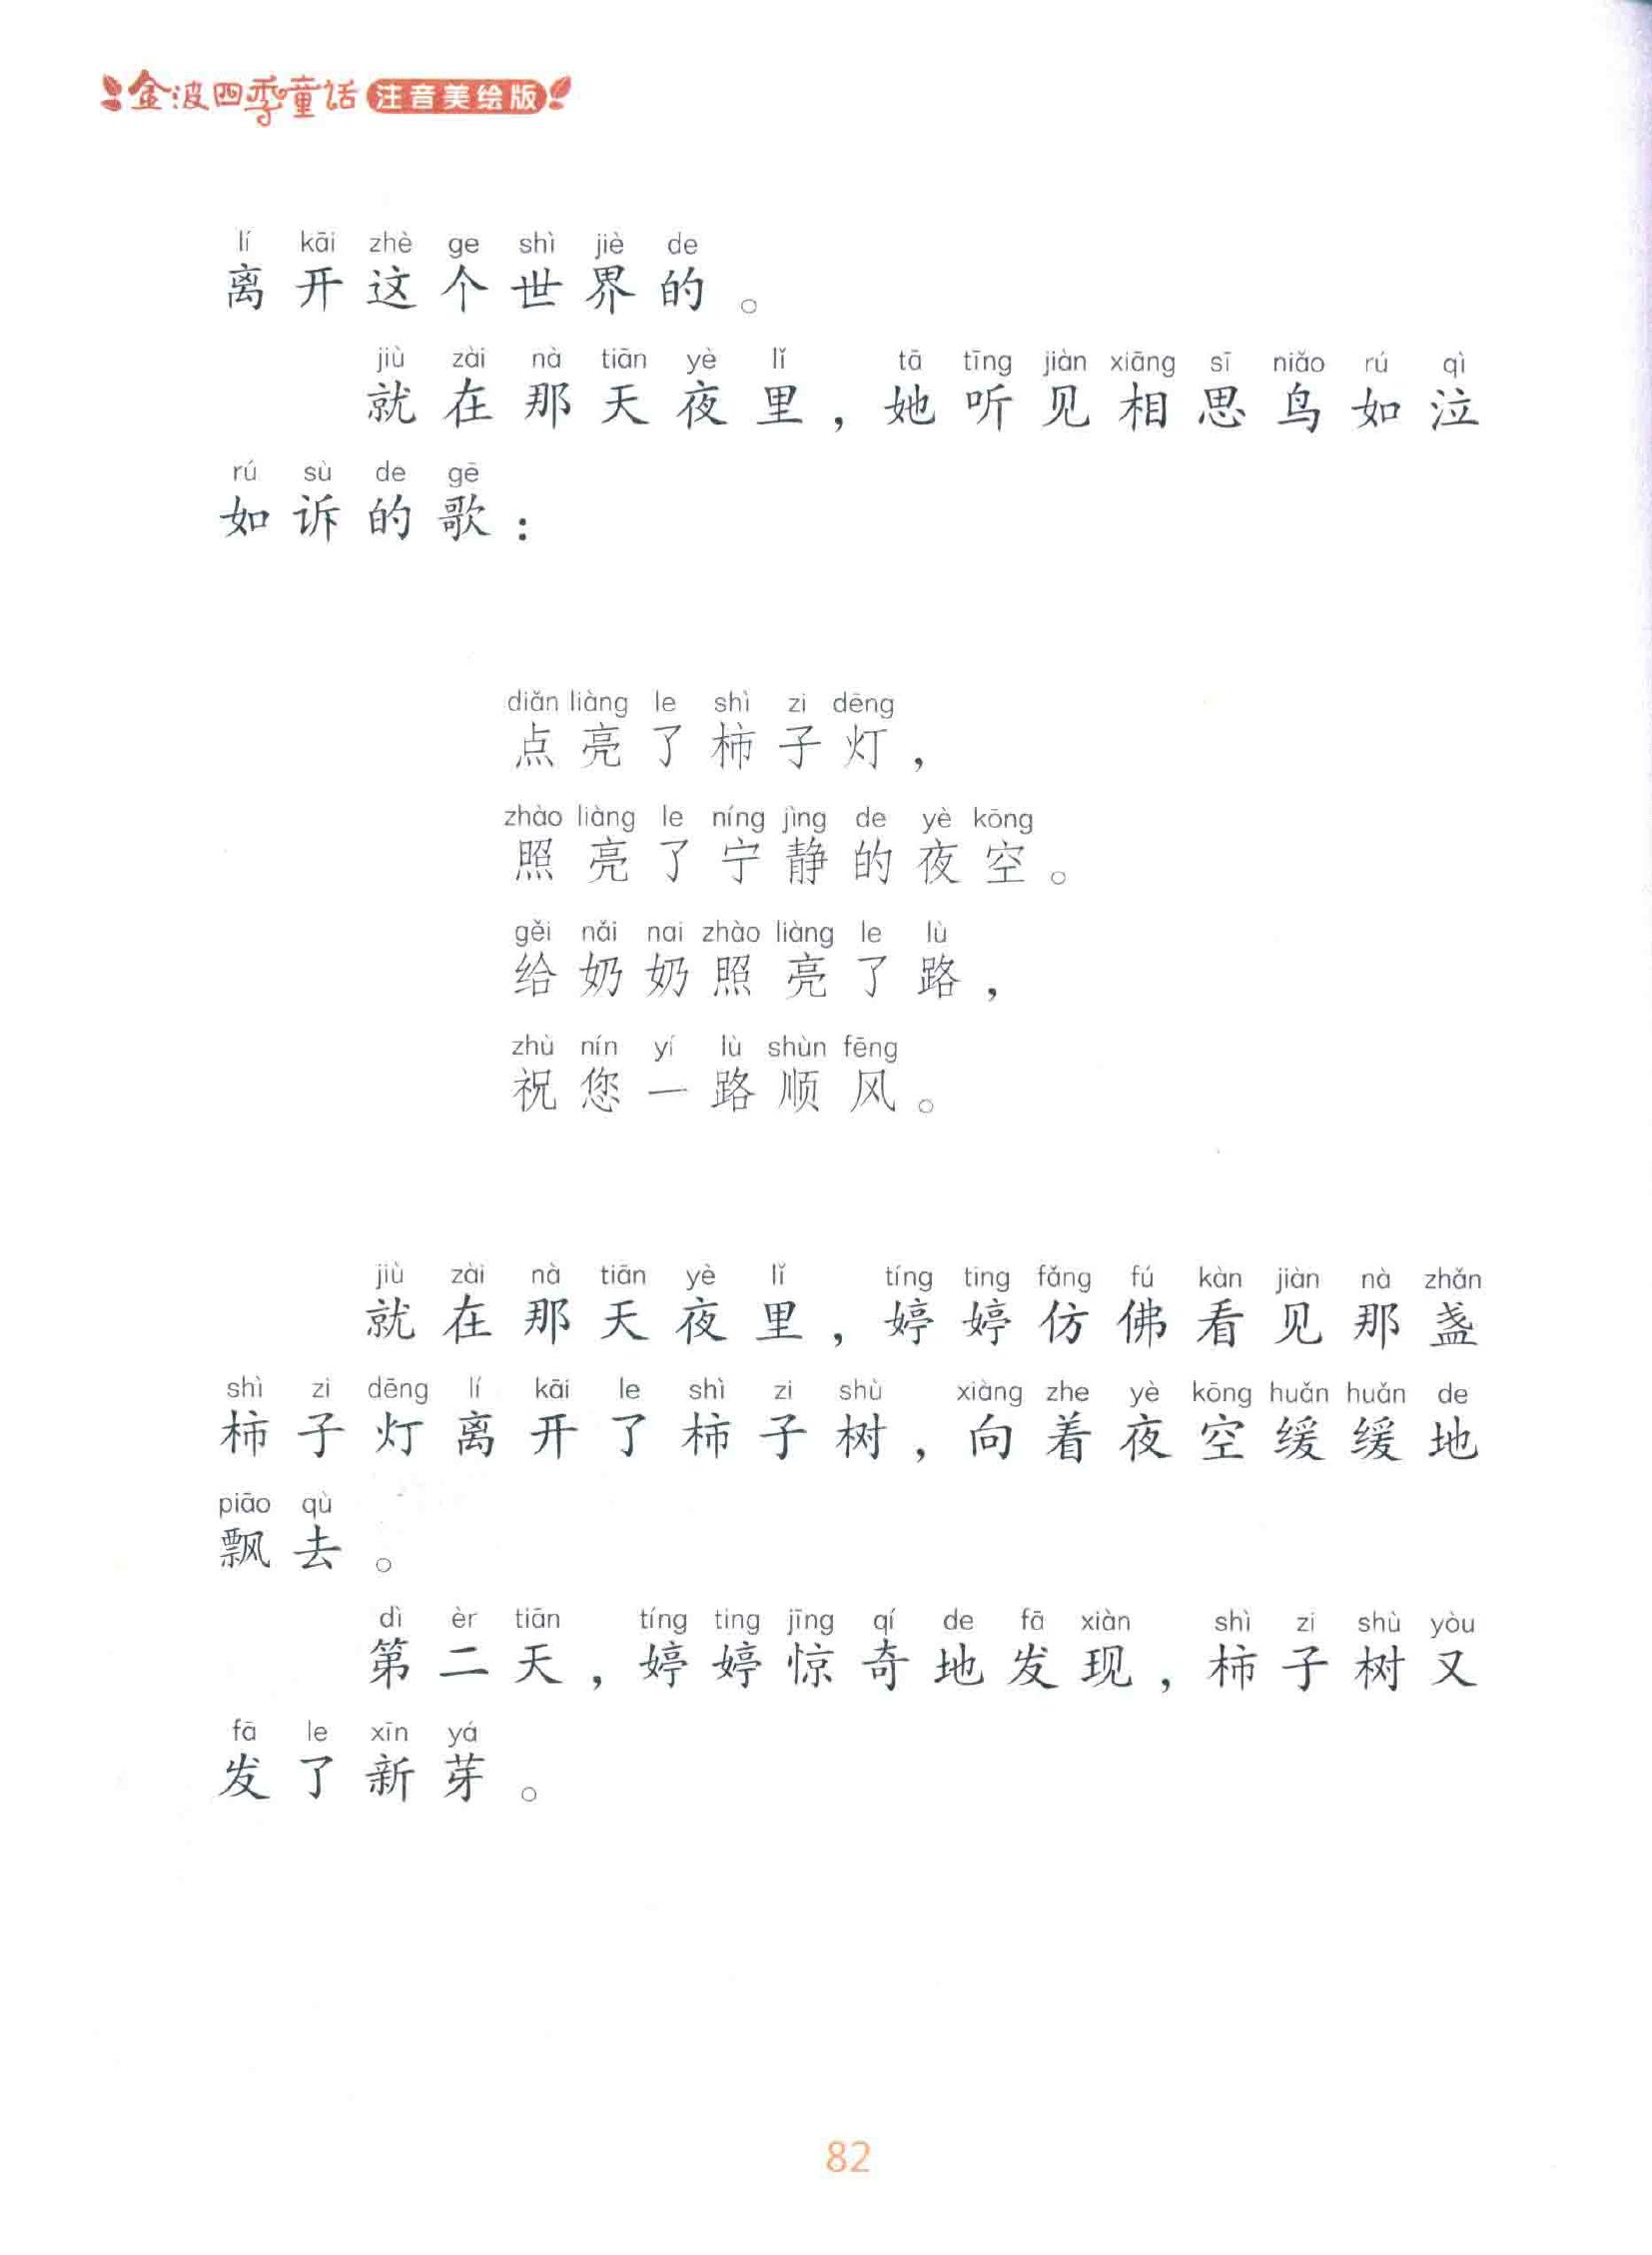 金波四季童话 注音美绘版
lí kāi zhè ge shì jiè de
离开这个世界的。
jiù zài nà tiān yè lǐ tā tīng jiàn xiāng sī niǎo rú qì
就在那天夜里，她听见相思鸟如泣
rú sù de gē
如诉的歌：
diǎn liàng le shì zi dēng
点亮了柿子灯，
zhào liàng le níng jìng de yè kōng
照亮了宁静的夜空。
gěi nǎi nai zhào liàng le lù
给奶奶照亮了路，
zhù nín yí lù shùn fēng
祝您一路顺风。
jiù zài nà tiān yè lǐ tíng ting fǎng fú kàn jiàn nà zhǎn
就在那天夜里，婷婷仿佛看见那盏
shì zi dēng lí kāi le shì zi shù xiàng zhe yè kōng huǎn huǎn de
柿子灯离开了柿子树，向着夜空缓缓地
piāo qù
飘去。
dì èr tiān tíng ting jīng qí de fā xiàn shì zi shù yòu
第二天，婷婷惊奇地发现，柿子树又
fā le xīn yá
发了新芽。
82